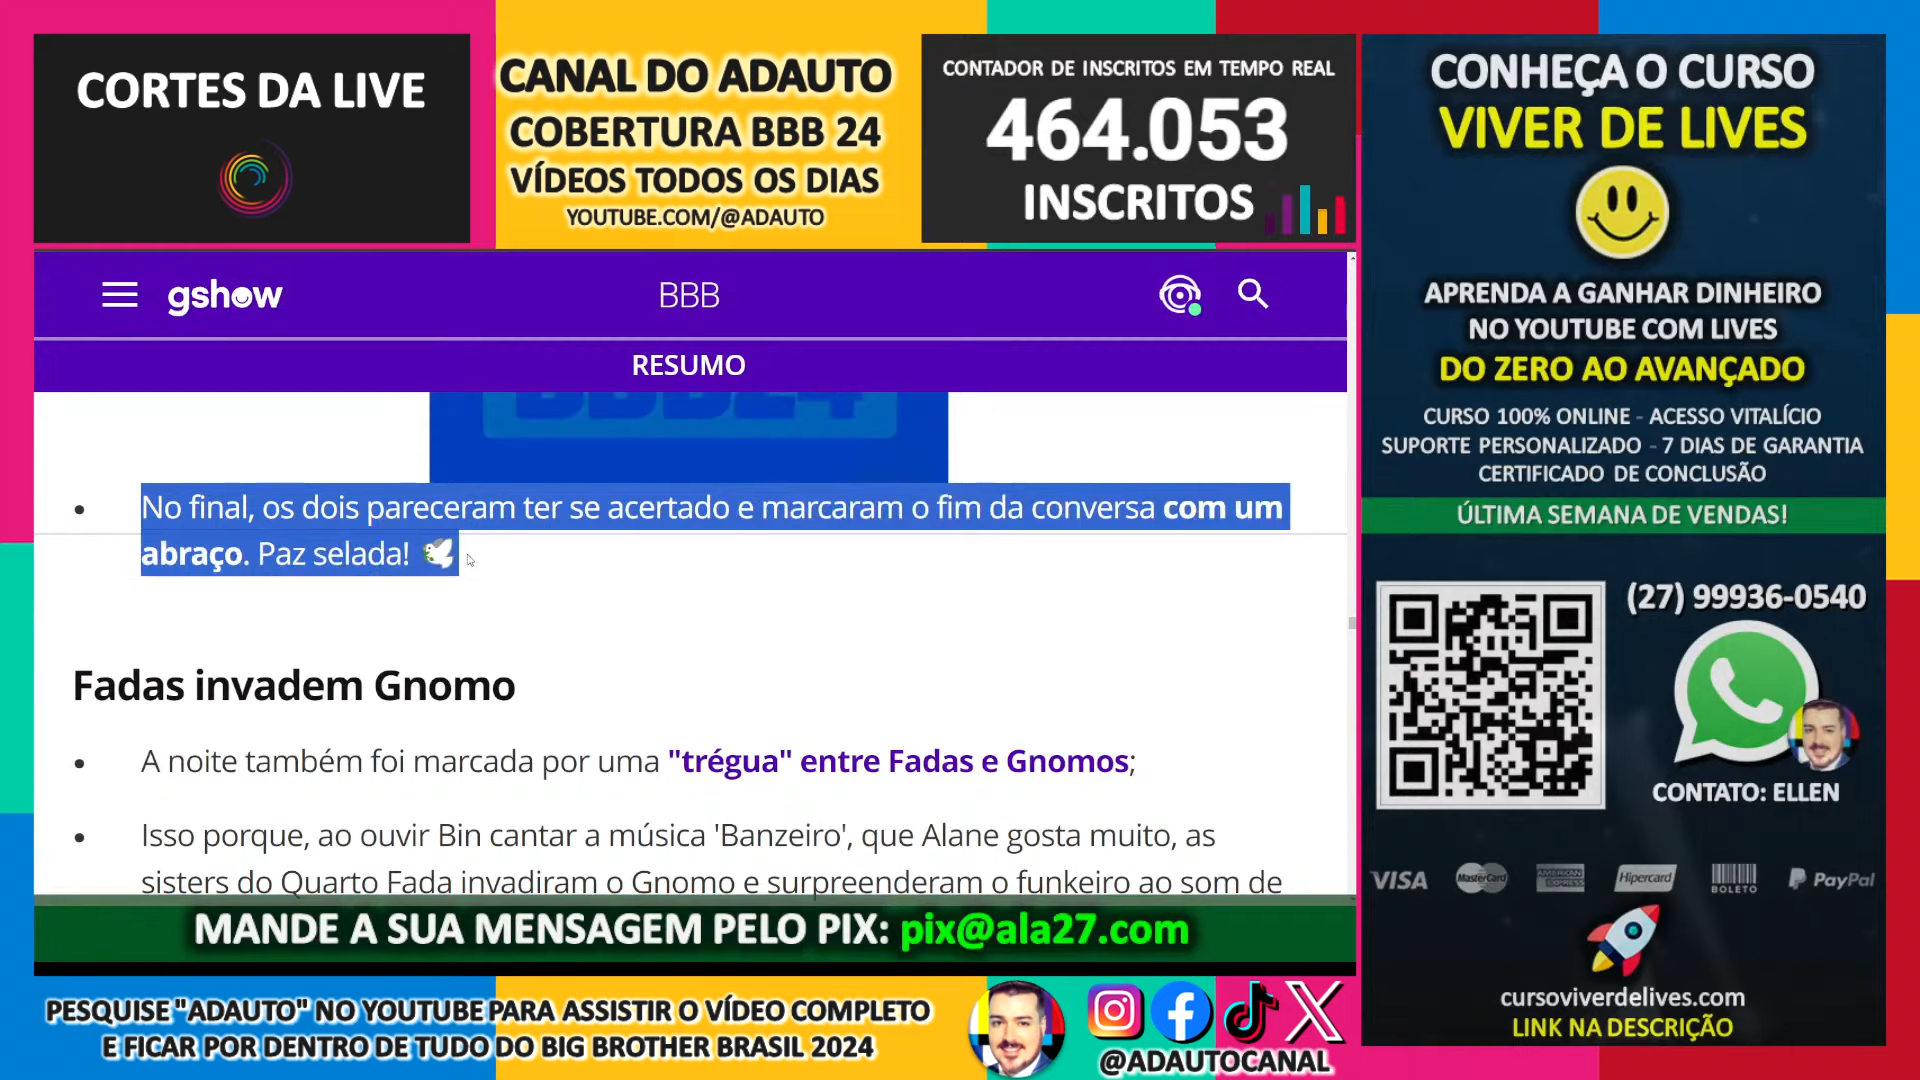 CORTES DA LIVE
CANAL DO ADAUTO
COBERTURA BBB 24
VÍDEOS TODOS OS DIAS
YOUTUBE.COM/@ADAUTO
CONTADOR DE INSCRITOS EM TEMPO REAL
464.053
INSCRITOS
gshow
BBB
RESUMO
No final, os dois pareceram ter se acertado e marcaram o fim da conversa com um
abraço. Paz selada! 🕊️
Fadas invadem Gnomo
A noite também foi marcada por uma "trégua" entre Fadas e Gnomos;
Isso porque, ao ouvir Bin cantar a música 'Banzeiro', que Alane gosta muito, as
sisters do Quarto Fada invadiram o Gnomo e surpreenderam o funkeiro ao som de
MANDE A SUA MENSAGEM PELO PIX: pix@ala27.com
PESQUISE "ADAUTO" NO YOUTUBE PARA ASSISTIR O VÍDEO COMPLETO
E FICAR POR DENTRO DE TUDO DO BIG BROTHER BRASIL 2024
@ADAUTOCANAL
CONHEÇA O CURSO
VIVER DE LIVES
APRENDA A GANHAR DINHEIRO
NO YOUTUBE COM LIVES
DO ZERO AO AVANÇADO
CURSO 100% ONLINE - ACESSO VITALÍCIO
SUPORTE PERSONALIZADO - 7 DIAS DE GARANTIA
CERTIFICADO DE CONCLUSÃO
ÚLTIMA SEMANA DE VENDAS!
(27) 99936-0540
CONTATO: ELLEN
VISA MasterCard AMERICAN EXPRESS Hipercard BOLETO PayPal
cursoviverdelives.com
LINK NA DESCRIÇÃO